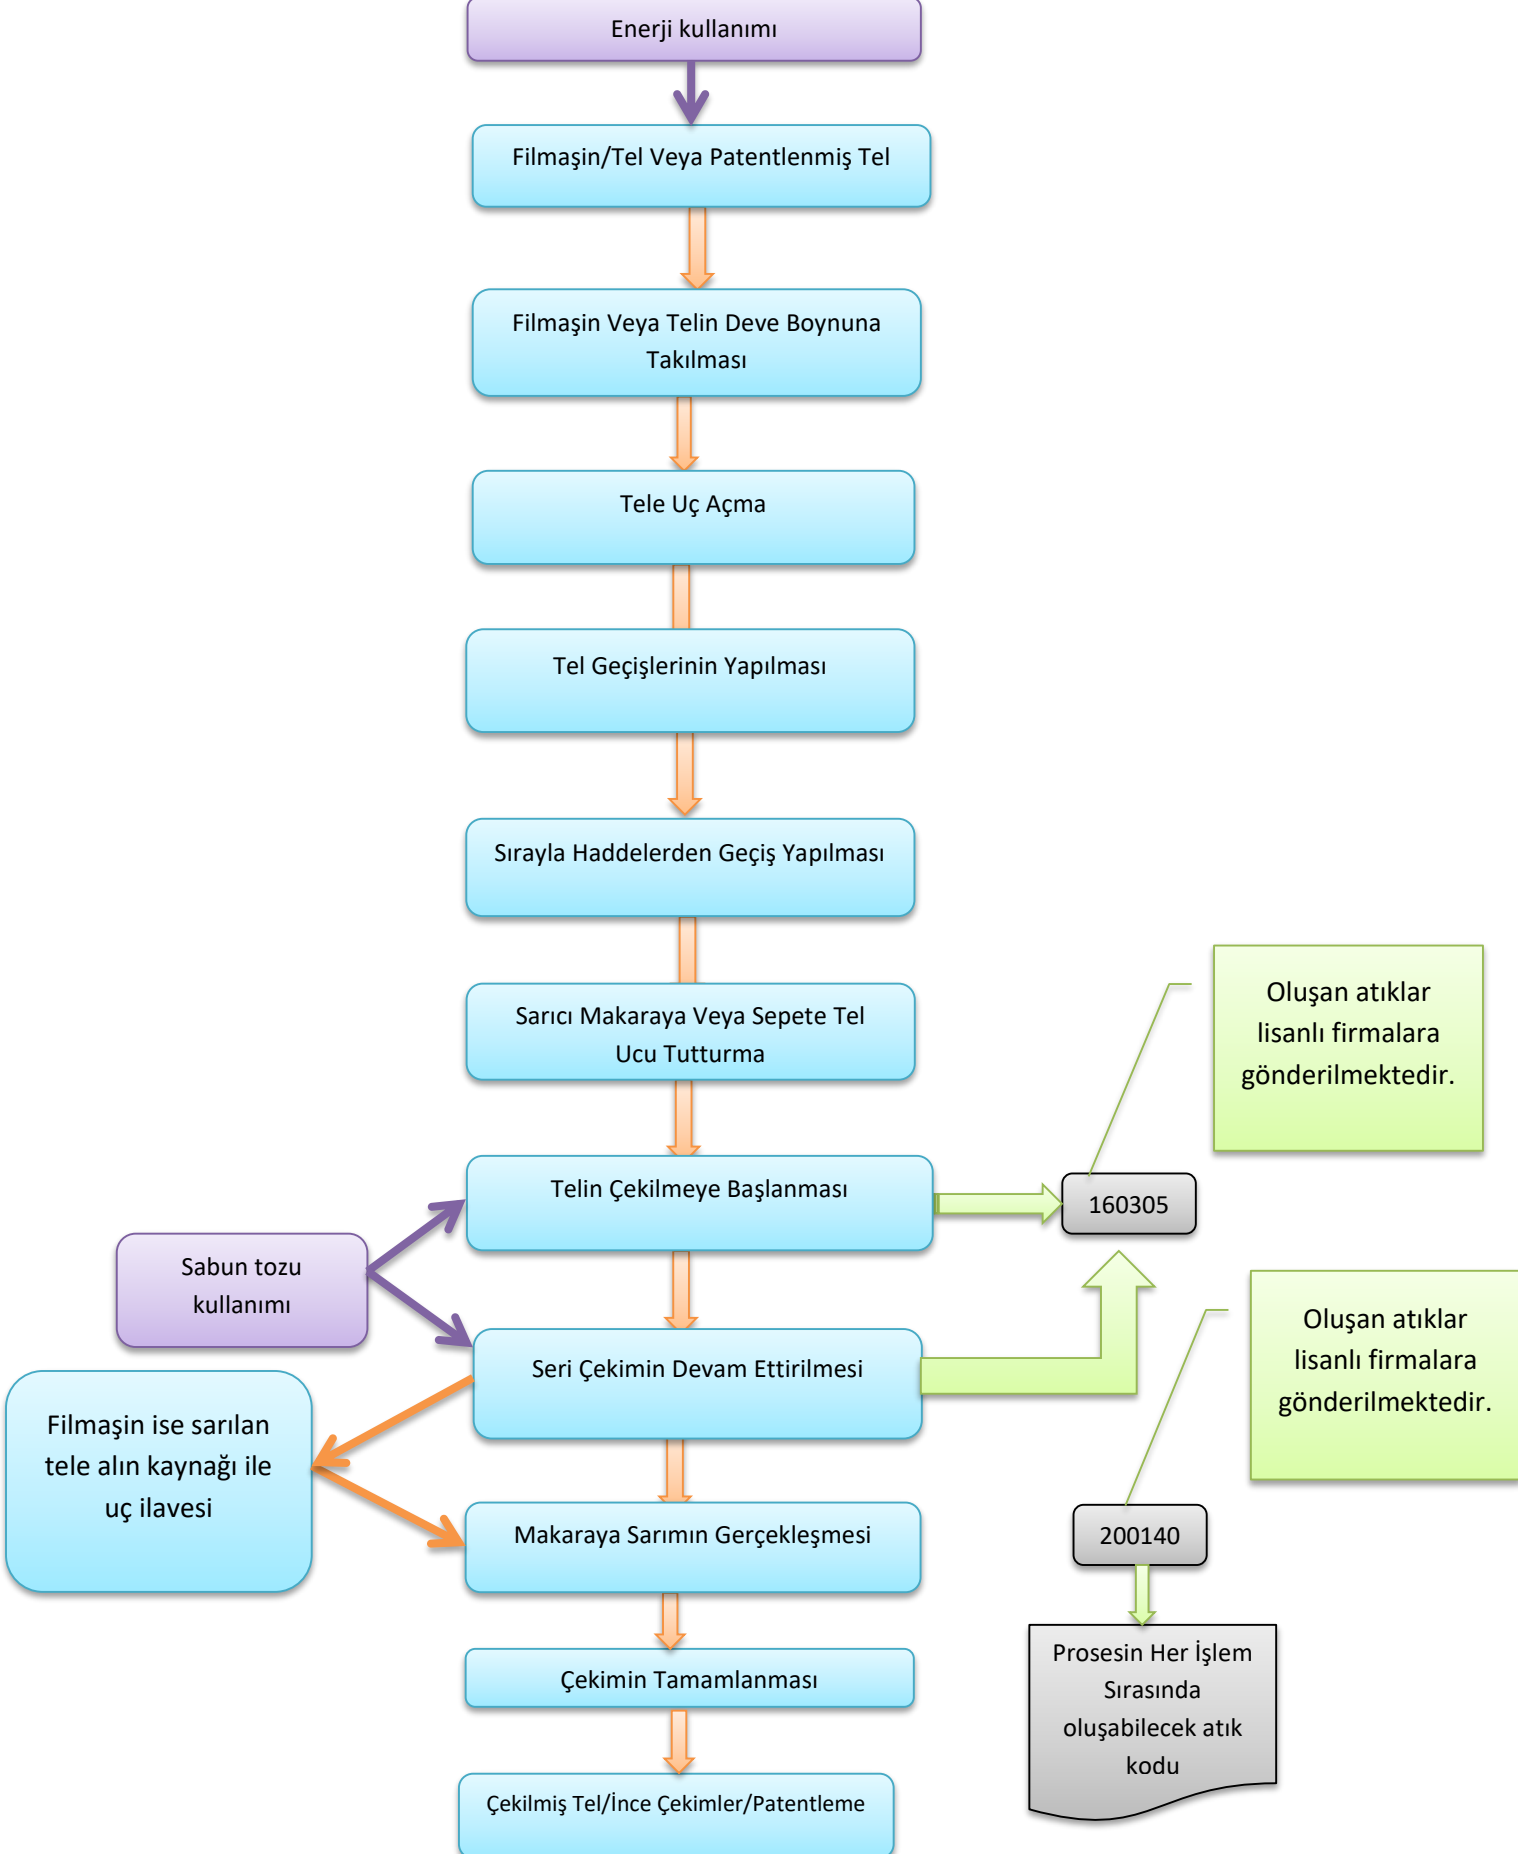 Enerji kullanımı
Filmaşin/Tel Veya Patentlenmiş Tel
Filmaşin Veya Telin Deve Boynuna
Takılması
Tele Uç Açma
Tel Geçişlerinin Yapılması
Sırayla Haddelerden Geçiş Yapılması
Sarıcı Makaraya Veya Sepete Tel
Ucu Tutturma
Oluşan atıklar
lisanlı firmalara
gönderilmektedir.
Telin Çekilmeye Başlanması
160305
Sabun tozu
kullanımı
Seri Çekimin Devam Ettirilmesi
Oluşan atıklar
lisanlı firmalara
gönderilmektedir.
Filmaşin ise sarılan
tele alın kaynağı ile
uç ilavesi
Makaraya Sarımın Gerçekleşmesi
200140
Çekimin Tamamlanması
Prosesin Her İşlem
Sırasında
oluşabilecek atık
kodu
Çekilmiş Tel/İnce Çekimler/Patentleme